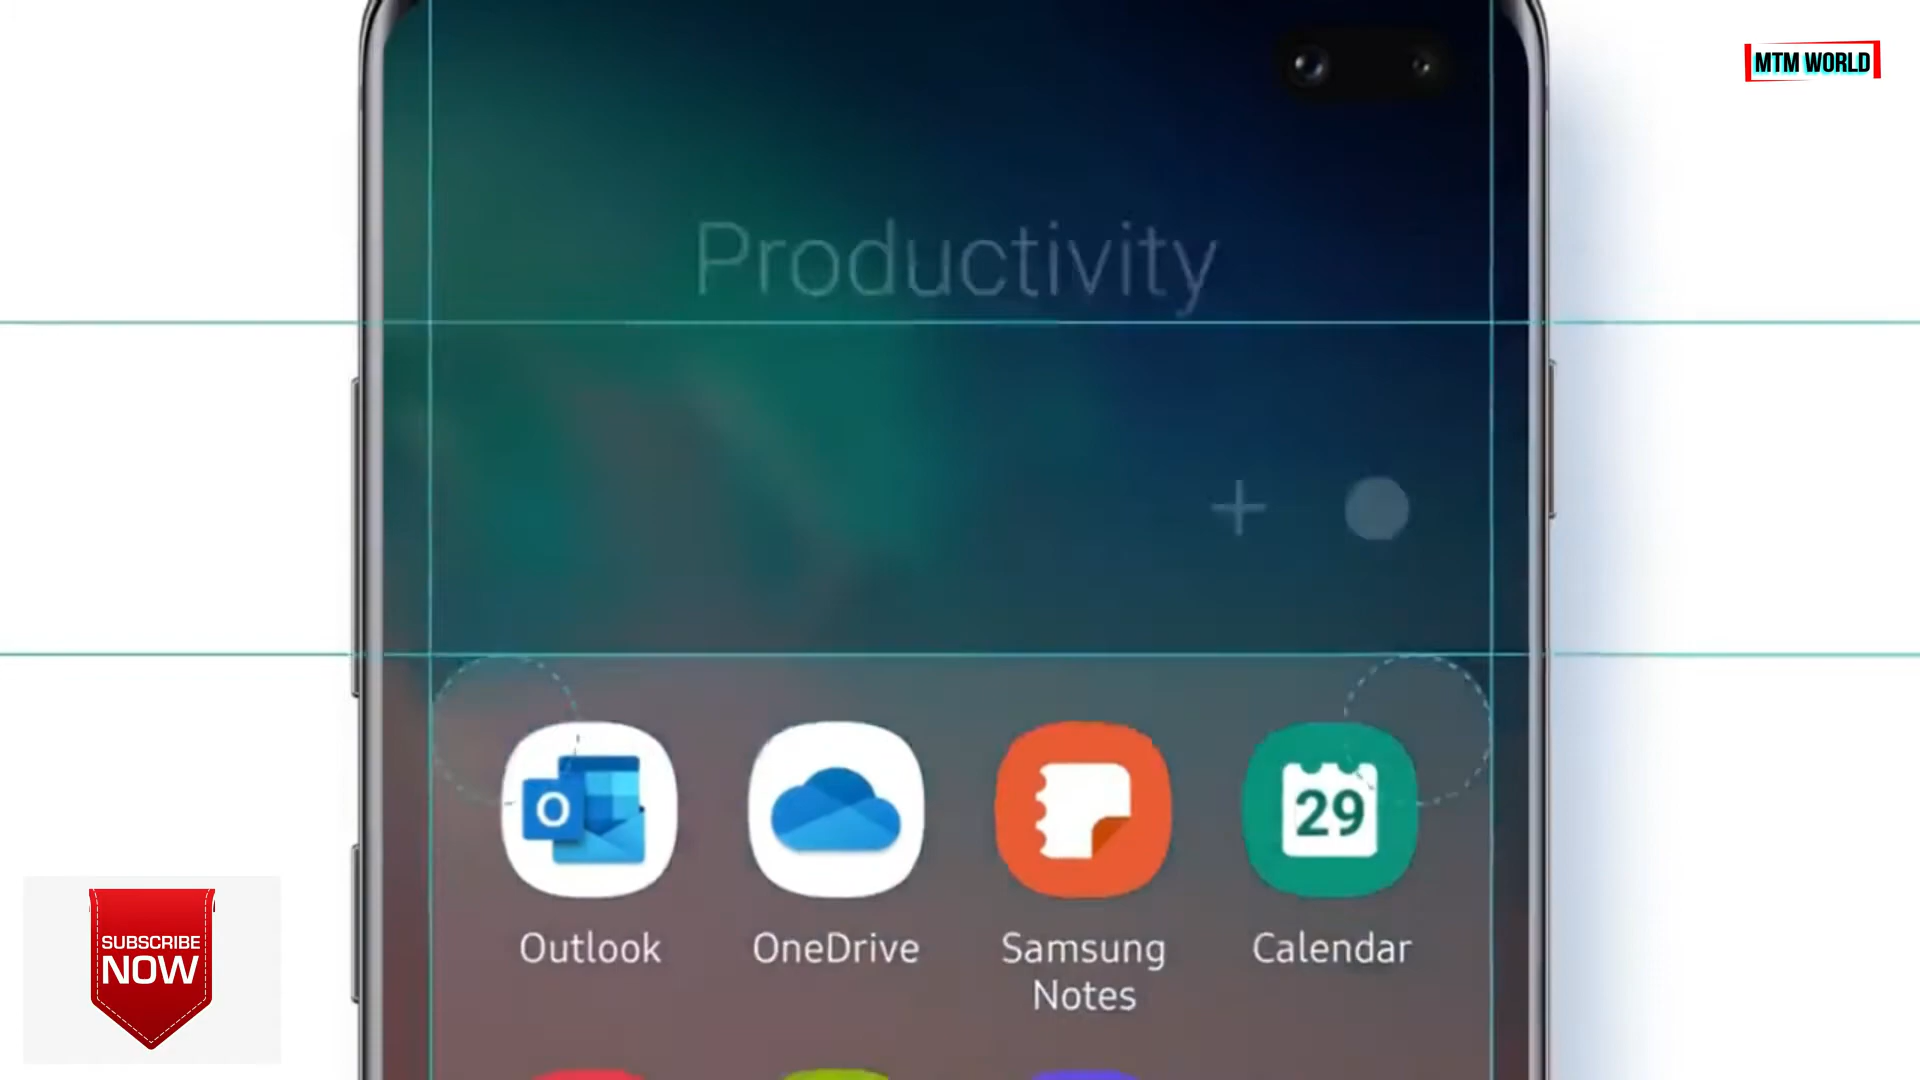 MTM WORLD
Productivity
29
O
Outlook
OneDrive
Samsung
Notes
Calendar
SUBSCRIBE
NOW